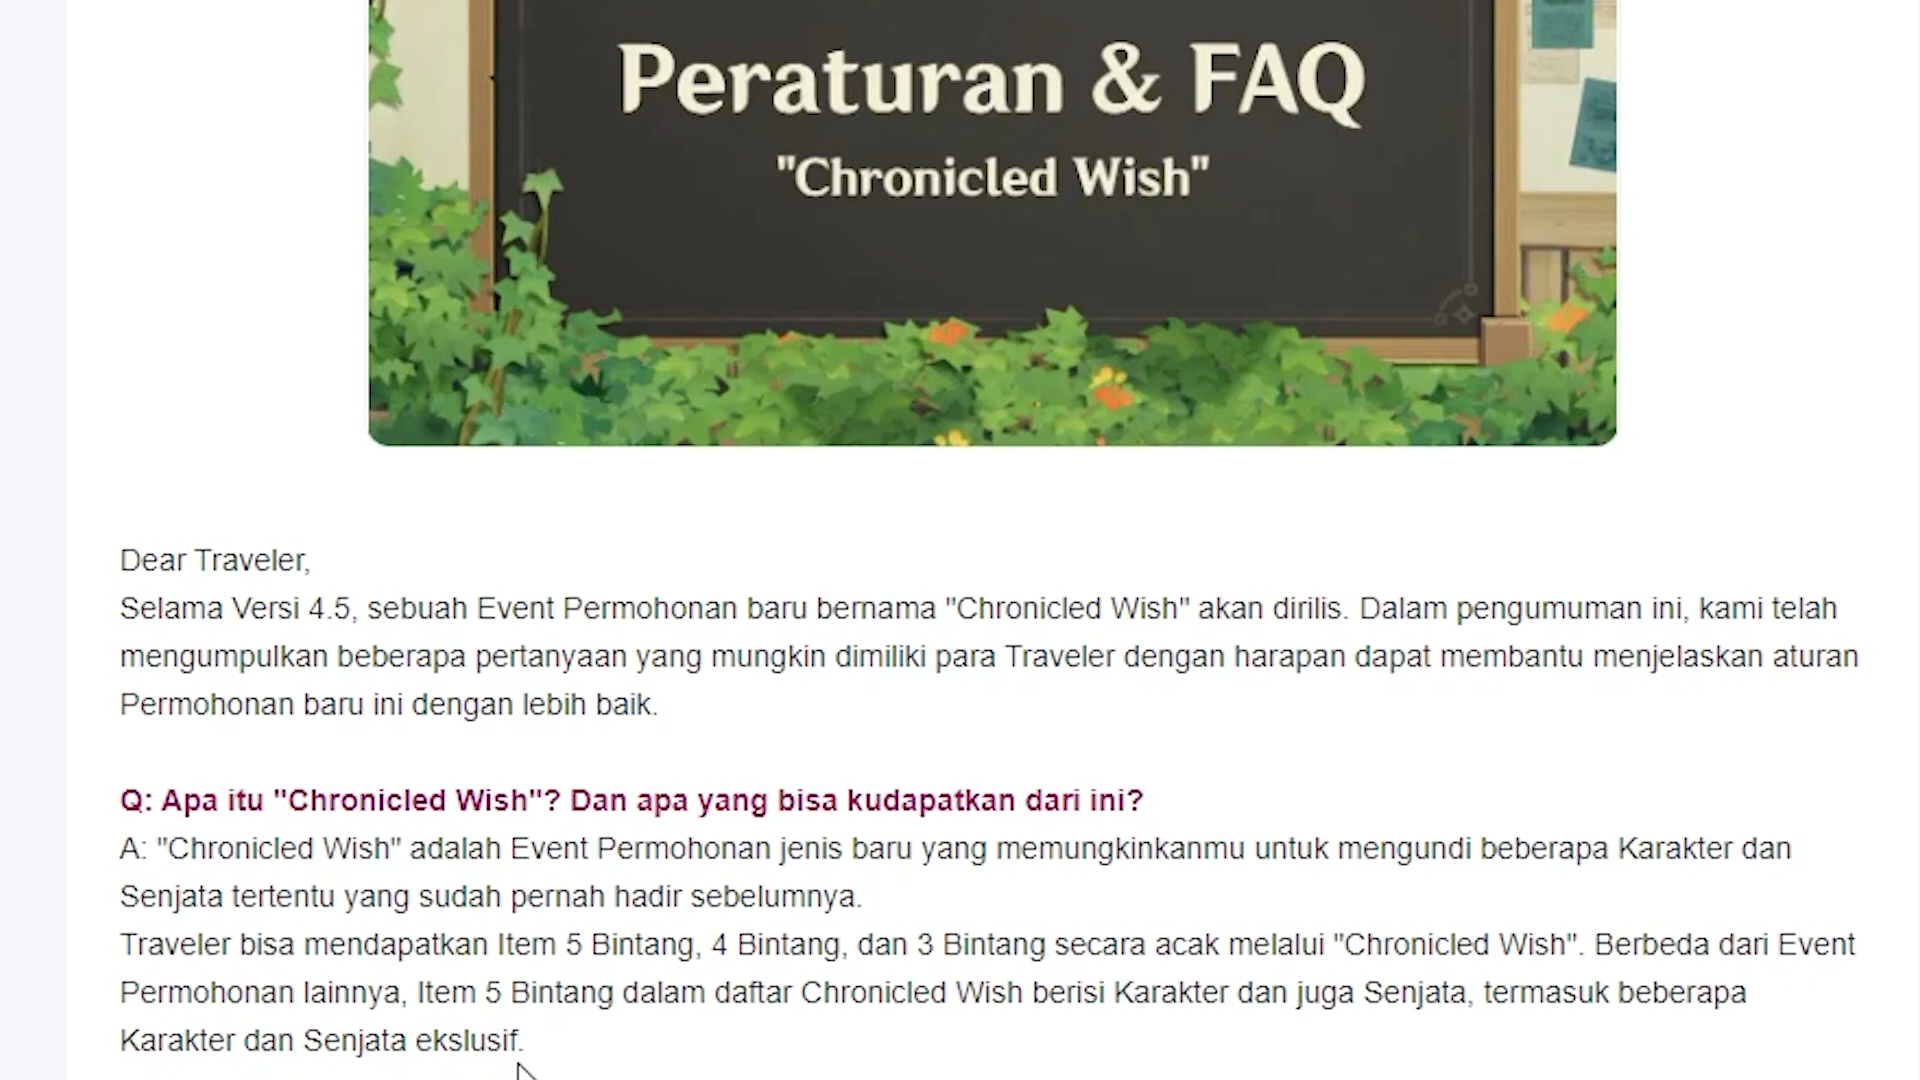 Peraturan & FAQ
"Chronicled Wish"
Dear Traveler,
Selama Versi 4.5, sebuah Event Permohonan baru bernama "Chronicled Wish" akan dirilis. Dalam pengumuman ini, kami telah
mengumpulkan beberapa pertanyaan yang mungkin dimiliki para Traveler dengan harapan dapat membantu menjelaskan aturan
Permohonan baru ini dengan lebih baik.
Q: Apa itu "Chronicled Wish"? Dan apa yang bisa kudapatkan dari ini?
A: "Chronicled Wish" adalah Event Permohonan jenis baru yang memungkinkanmu untuk mengundi beberapa Karakter dan
Senjata tertentu yang sudah pernah hadir sebelumnya.
Traveler bisa mendapatkan Item 5 Bintang, 4 Bintang, dan 3 Bintang secara acak melalui "Chronicled Wish". Berbeda dari Event
Permohonan lainnya, Item 5 Bintang dalam daftar Chronicled Wish berisi Karakter dan juga Senjata, termasuk beberapa
Karakter dan Senjata ekslusif.